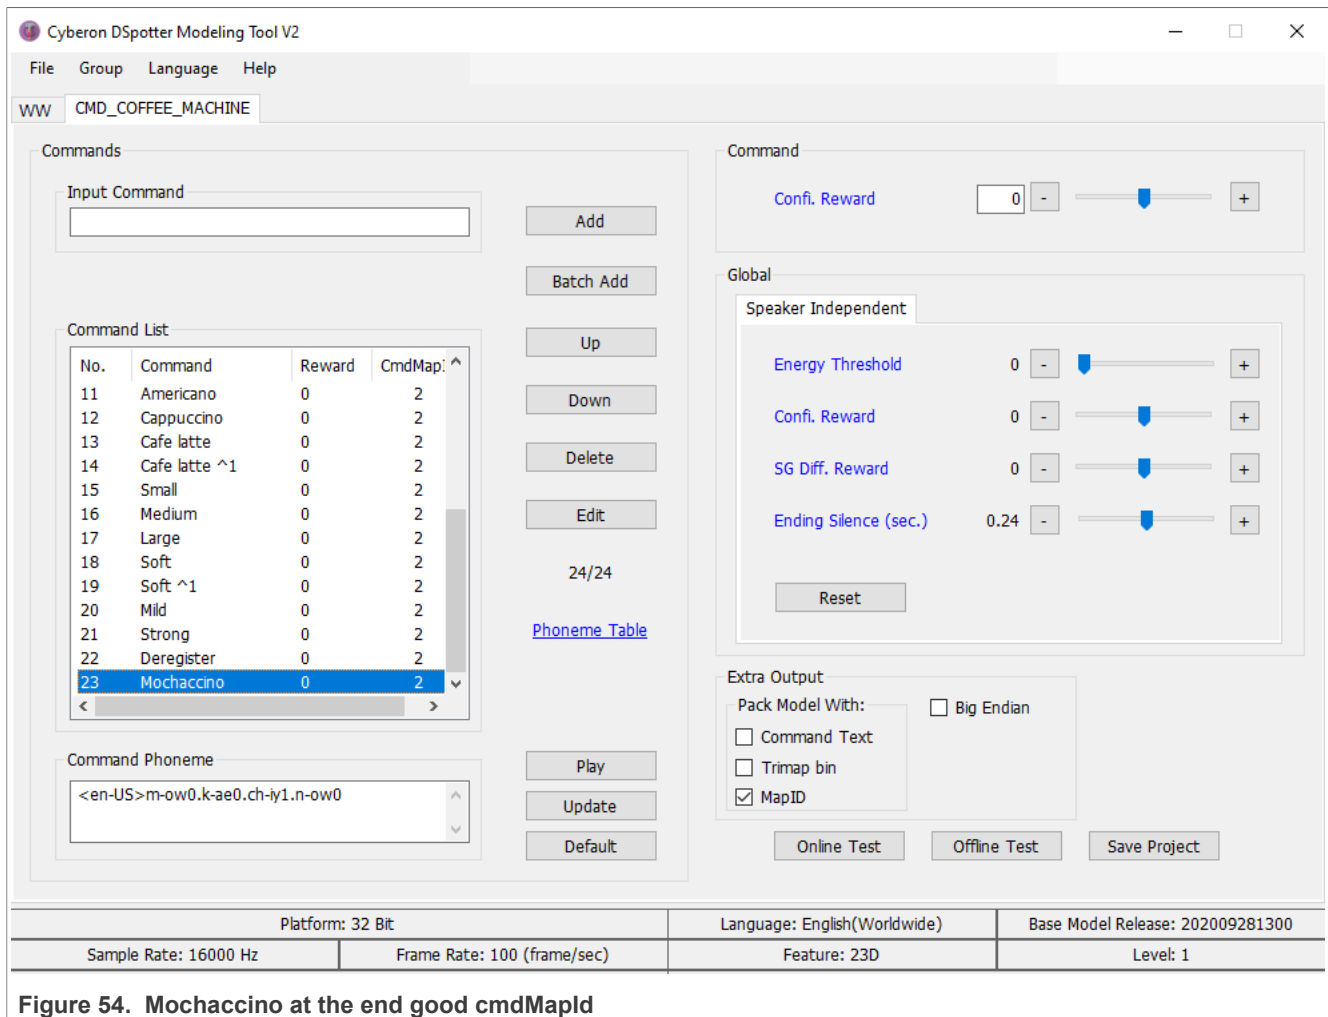 Cyberon DSpotter Modeling Tool V2
File Group Language Help
WW CMD_COFFEE_MACHINE
Commands
Input Command
Add
Batch Add
Command List
No. Command Reward CmdMapI
11 Americano 0 2
12 Cappuccino 0 2
13 Cafe latte 0 2
14 Cafe latte ^1 0 2
15 Small 0 2
16 Medium 0 2
17 Large 0 2
18 Soft 0 2
19 Soft ^1 0 2
20 Mild 0 2
21 Strong 0 2
22 Deregister 0 2
23 Mochaccino 0 2
Up
Down
Delete
Edit
24/24
Phoneme Table
Command Phoneme
<en-US>m-ow0.k-ae0.ch-iy1.n-ow0
Play
Update
Default
Command
Confi. Reward 0 - +
Global
Speaker Independent
Energy Threshold 0 - +
Confi. Reward 0 - +
SG Diff. Reward 0 - +
Ending Silence (sec.) 0.24 - +
Reset
Extra Output
Pack Model With:
Command Text
Trimap bin
MapID
Big Endian
Online Test Offline Test Save Project
Platform: 32 Bit Language: English(Worldwide) Base Model Release: 202009281300
Sample Rate: 16000 Hz Frame Rate: 100 (frame/sec) Feature: 23D Level: 1
Figure 54. Mochaccino at the end good cmdMapId